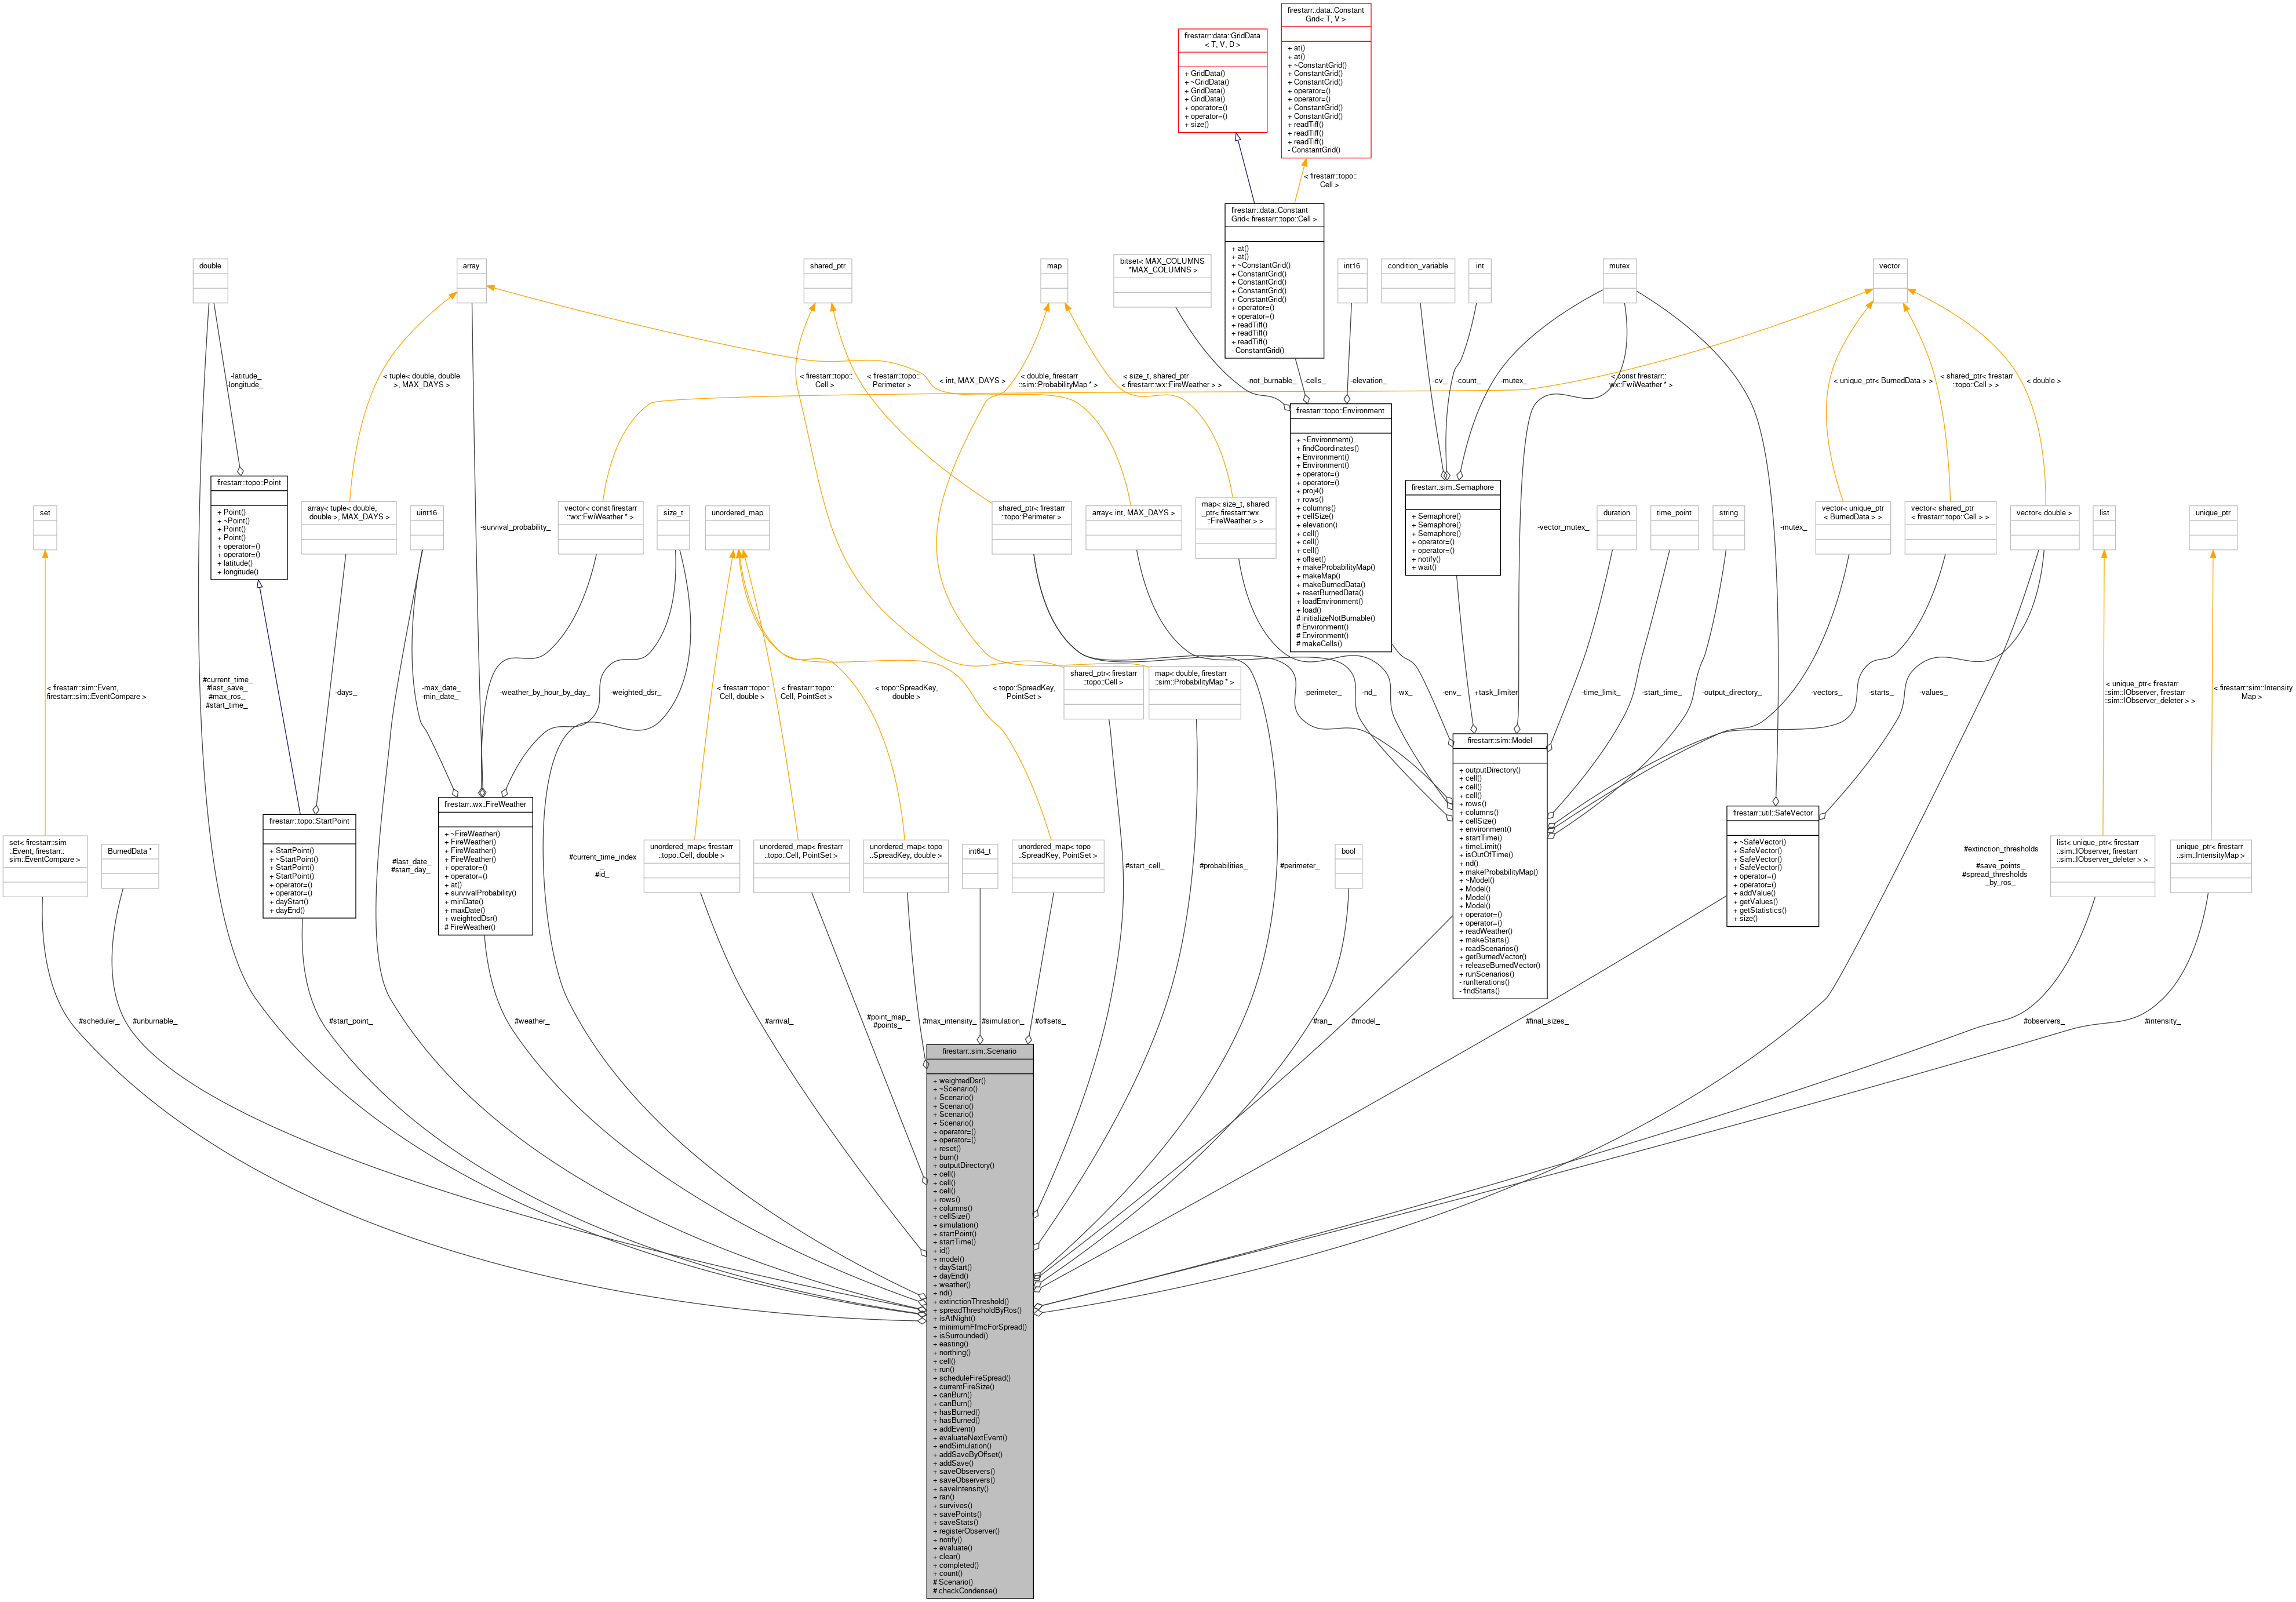 firestarr::data::Constant
Grid< T, V >
+ at()
+ at()
+ ~ConstantGrid()
+ ConstantGrid()
+ ConstantGrid()
+ operator=()
+ operator=()
+ ConstantGrid()
+ ConstantGrid()
+ readTiff()
+ readTiff()
+ readTiff()
- ConstantGrid()
firestarr::data::GridData
< T, V, D >
+ GridData()
+ ~GridData()
+ GridData()
+ GridData()
+ operator=()
+ operator=()
+ size()
< firestarr::topo::
Cell >
firestarr::data::Constant
Grid< firestarr::topo::Cell >
+ at()
+ at()
+ ~ConstantGrid()
+ ConstantGrid()
+ ConstantGrid()
+ ConstantGrid()
+ ConstantGrid()
+ operator=()
+ operator=()
+ readTiff()
+ readTiff()
+ readTiff()
- ConstantGrid()
double
array
shared_ptr
map
bitset< MAX_COLUMNS
*MAX_COLUMNS >
int16
condition_variable
int
mutex
vector
-latitude_
-longitude_
< tuple< double, double
>, MAX_DAYS >
< firestarr::topo::
Cell >
< firestarr::topo::
Perimeter >
< int, MAX_DAYS >
< double, firestarr
::sim::ProbabilityMap * >
< size_t, shared_ptr
< firestarr::wx::FireWeather > >
-not_burnable_
-cells_
-elevation_
-cv_
-count_
-mutex_
< const firestarr::
wx::FwiWeather * >
< unique_ptr< BurnedData > >
< shared_ptr< firestarr
::topo::Cell > >
< double >
firestarr::topo::Environment
+ ~Environment()
+ findCoordinates()
+ Environment()
+ Environment()
+ operator=()
+ operator=()
+ proj4()
+ rows()
+ columns()
+ cellSize()
+ elevation()
+ cell()
+ cell()
+ cell()
+ offset()
+ makeProbabilityMap()
+ makeMap()
+ makeBurnedData()
+ resetBurnedData()
+ loadEnvironment()
+ load()
# initializeNotBurnable()
# Environment()
# Environment()
# makeCells()
firestarr::topo::Point
+ Point()
+ ~Point()
+ Point()
+ Point()
+ operator=()
+ operator=()
+ latitude()
+ longitude()
firestarr::sim::Semaphore
+ Semaphore()
+ Semaphore()
+ Semaphore()
+ operator=()
+ operator=()
+ notify()
+ wait()
set
array< tuple< double,
double >, MAX_DAYS >
uint16
-survival_probability_
vector< const firestarr
::wx::FwiWeather * >
size_t
unordered_map
shared_ptr< firestarr
::topo::Perimeter >
array< int, MAX_DAYS >
map< size_t, shared
_ptr< firestarr::wx
::FireWeather > >
-vector_mutex_
duration
time_point
string
-mutex_
vector< unique_ptr
< BurnedData > >
vector< shared_ptr
< firestarr::topo::Cell > >
vector< double >
list
unique_ptr
< firestarr::sim::Event,
firestarr::sim::EventCompare >
#current_time_
#last_save_
#max_ros_
#start_time_
-days_
-max_date_
-min_date_
-weather_by_hour_by_day_
-weighted_dsr_
< firestarr::topo::
Cell, double >
< firestarr::topo::
Cell, PointSet >
< topo::SpreadKey,
double >
< topo::SpreadKey,
PointSet >
shared_ptr< firestarr
::topo::Cell >
map< double, firestarr
::sim::ProbabilityMap * >
-perimeter_
-nd_
-wx_
-env_
+task_limiter
-time_limit_
-start_time_
-output_directory_
-vectors_
-starts_
-values_
< unique_ptr< firestarr
::sim::IObserver, firestarr
::sim::IObserver_deleter > >
< firestarr::sim::Intensity
Map >
firestarr::sim::Model
+ outputDirectory()
+ cell()
+ cell()
+ cell()
+ rows()
+ columns()
+ cellSize()
+ environment()
+ startTime()
+ timeLimit()
+ isOutOfTime()
+ nd()
+ makeProbabilityMap()
+ ~Model()
+ Model()
+ Model()
+ Model()
+ operator=()
+ operator=()
+ readWeather()
+ makeStarts()
+ readScenarios()
+ getBurnedVector()
+ releaseBurnedVector()
+ runScenarios()
- runIterations()
- findStarts()
set< firestarr::sim
::Event, firestarr::
sim::EventCompare >
BurnedData *
firestarr::topo::StartPoint
+ StartPoint()
+ ~StartPoint()
+ StartPoint()
+ StartPoint()
+ operator=()
+ operator=()
+ dayStart()
+ dayEnd()
#last_date_
#start_day_
firestarr::wx::FireWeather
+ ~FireWeather()
+ FireWeather()
+ FireWeather()
+ FireWeather()
+ operator=()
+ operator=()
+ at()
+ survivalProbability()
+ minDate()
+ maxDate()
+ weightedDsr()
# FireWeather()
#current_time_index
_
#id_
unordered_map< firestarr
::topo::Cell, double >
unordered_map< firestarr
::topo::Cell, PointSet >
unordered_map< topo
::SpreadKey, double >
int64_t
unordered_map< topo
::SpreadKey, PointSet >
#start_cell_
#probabilities_
#perimeter_
bool
firestarr::util::SafeVector
+ ~SafeVector()
+ SafeVector()
+ SafeVector()
+ SafeVector()
+ operator=()
+ operator=()
+ addValue()
+ getValues()
+ getStatistics()
+ size()
#extinction_thresholds
_
#save_points_
#spread_thresholds
_by_ros_
list< unique_ptr< firestarr
::sim::IObserver, firestarr
::sim::IObserver_deleter > >
unique_ptr< firestarr
::sim::IntensityMap >
#scheduler_
#unburnable_
#start_point_
#weather_
#arrival_
#point_map_
#points_
#max_intensity_
#simulation_
#offsets_
#ran_
#model_
#final_sizes_
#observers_
#intensity_
firestarr::sim::Scenario
+ weightedDsr()
+ ~Scenario()
+ Scenario()
+ Scenario()
+ Scenario()
+ Scenario()
+ operator=()
+ operator=()
+ reset()
+ burn()
+ outputDirectory()
+ cell()
+ cell()
+ cell()
+ rows()
+ columns()
+ cellSize()
+ simulation()
+ startPoint()
+ startTime()
+ id()
+ model()
+ dayStart()
+ dayEnd()
+ weather()
+ nd()
+ extinctionThreshold()
+ spreadThresholdByRos()
+ isAtNight()
+ minimumFfmcForSpread()
+ isSurrounded()
+ easting()
+ northing()
+ cell()
+ run()
+ scheduleFireSpread()
+ currentFireSize()
+ canBurn()
+ canBurn()
+ hasBurned()
+ hasBurned()
+ addEvent()
+ evaluateNextEvent()
+ endSimulation()
+ addSaveByOffset()
+ addSave()
+ saveObservers()
+ saveObservers()
+ saveIntensity()
+ ran()
+ survives()
+ savePoints()
+ saveStats()
+ registerObserver()
+ notify()
+ evaluate()
+ clear()
+ completed()
+ count()
# Scenario()
# checkCondense()